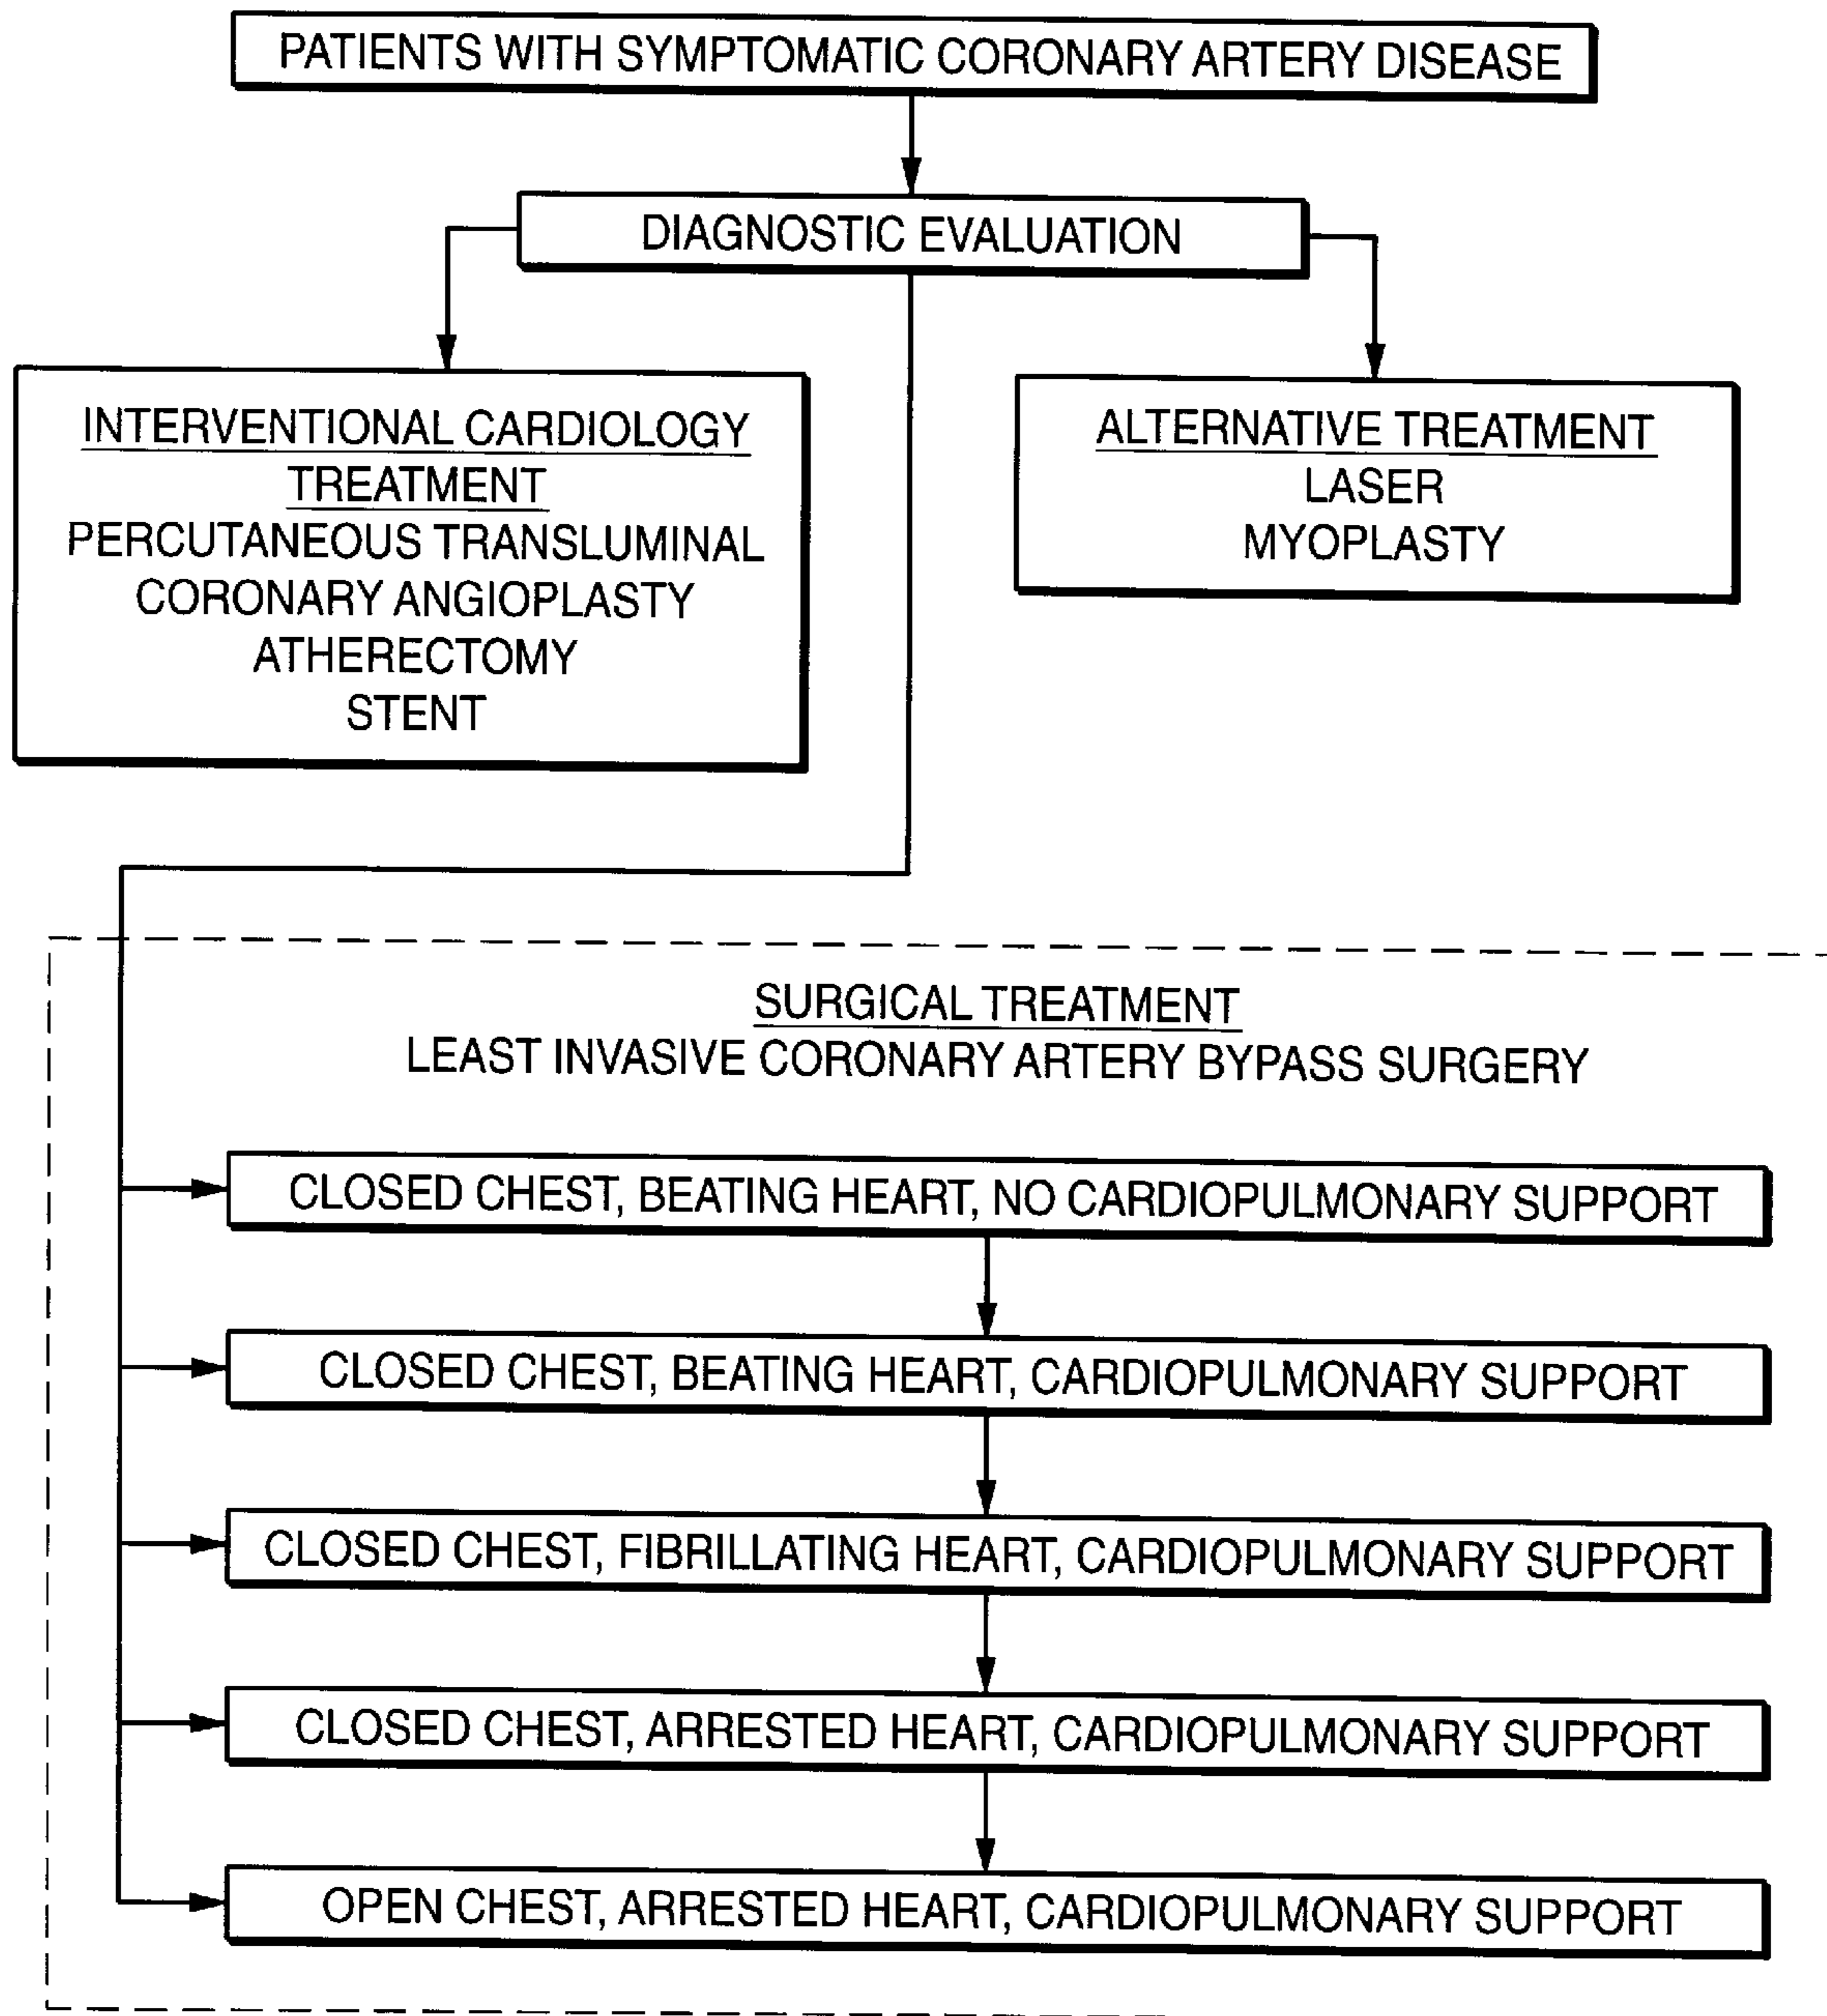 PATIENTS WITH SYMPTOMATIC CORONARY ARTERY DISEASE
DIAGNOSTIC EVALUATION
INTERVENTIONAL CARDIOLOGY
TREATMENT
PERCUTANEOUS TRANSLUMINAL
CORONARY ANGIOPLASTY
ATHERECTOMY
STENT
ALTERNATIVE TREATMENT
LASER
MYOPLASTY
SURGICAL TREATMENT
LEAST INVASIVE CORONARY ARTERY BYPASS SURGERY
CLOSED CHEST, BEATING HEART, NO CARDIOPULMONARY SUPPORT
CLOSED CHEST, BEATING HEART, CARDIOPULMONARY SUPPORT
CLOSED CHEST, FIBRILLATING HEART, CARDIOPULMONARY SUPPORT
CLOSED CHEST, ARRESTED HEART, CARDIOPULMONARY SUPPORT
OPEN CHEST, ARRESTED HEART, CARDIOPULMONARY SUPPORT